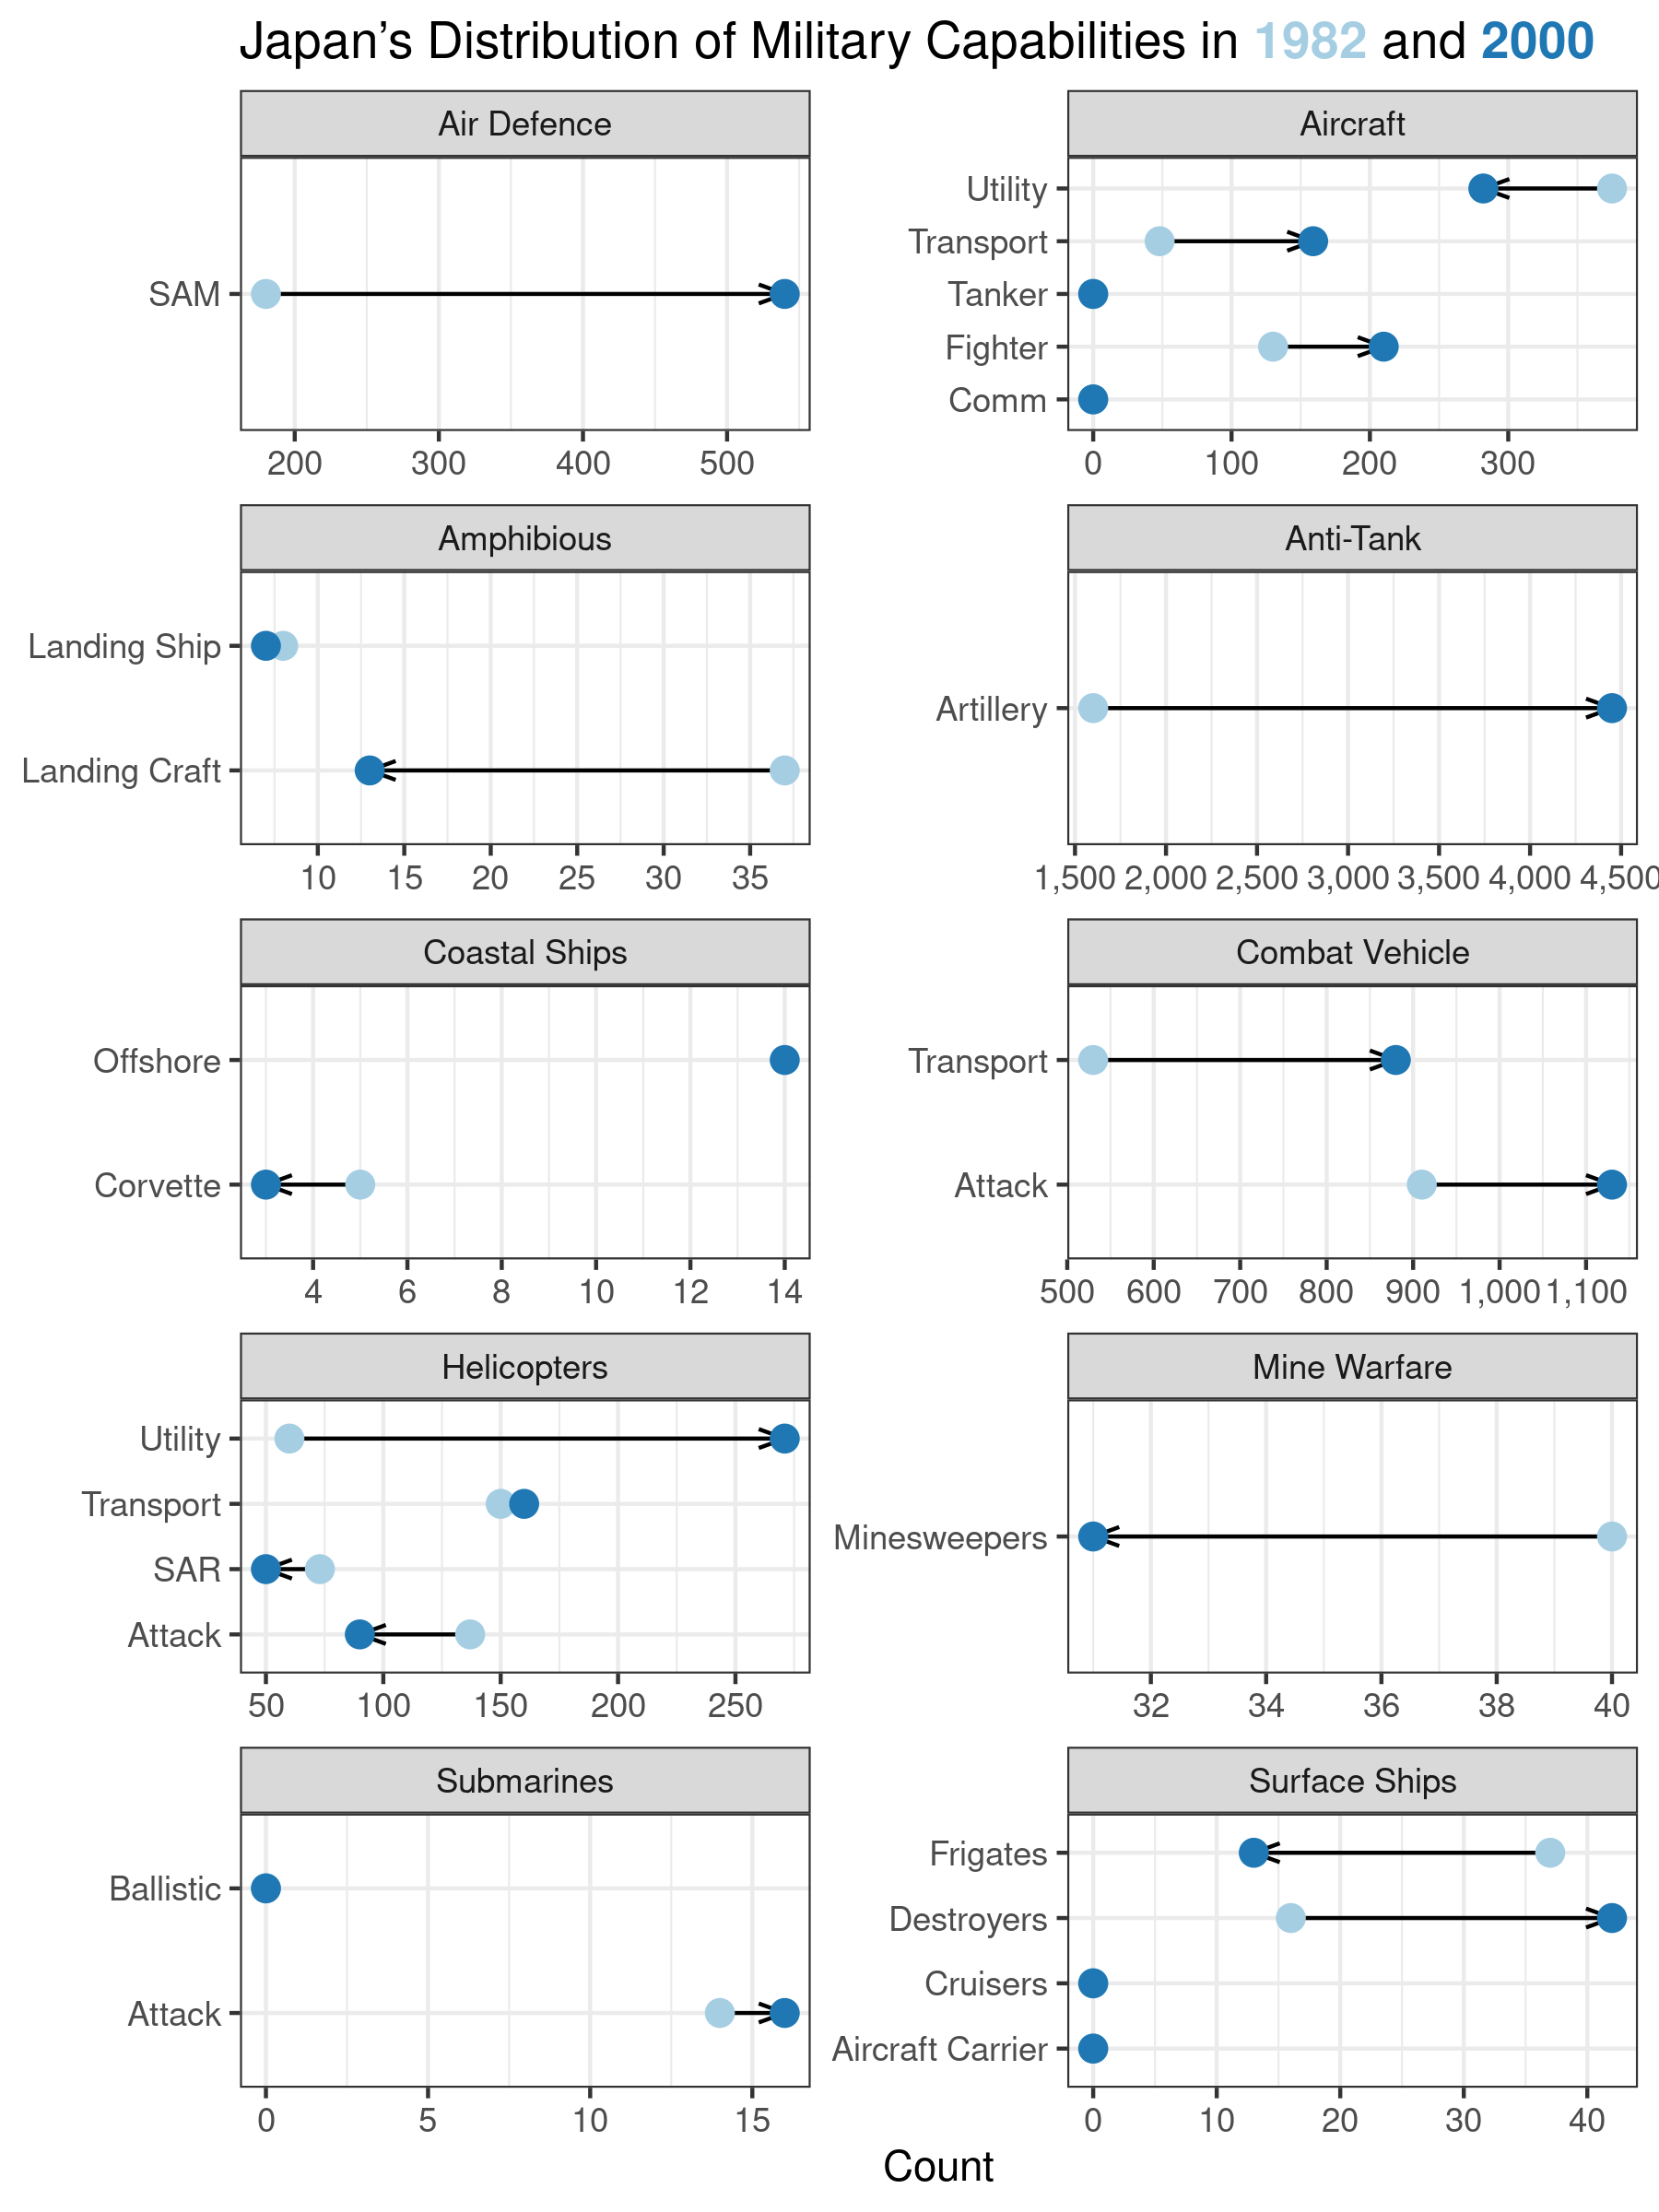 Japan’s Distribution of Military Capabilities in 1982 and 2000
Air Defence
SAM
200 300 400 500
Aircraft
Utility
Transport
Tanker
Fighter
Comm
0 100 200 300
Amphibious
Landing Ship
Landing Craft
10 15 20 25 30 35
Anti-Tank
Artillery
1,500 2,000 2,500 3,000 3,500 4,000 4,500
Coastal Ships
Offshore
Corvette
4 6 8 10 12 14
Combat Vehicle
Transport
Attack
500 600 700 800 900 1,000 1,100
Helicopters
Utility
Transport
SAR
Attack
50 100 150 200 250
Mine Warfare
Minesweepers
32 34 36 38 40
Submarines
Ballistic
Attack
0 5 10 15
Surface Ships
Frigates
Destroyers
Cruisers
Aircraft Carrier
0 10 20 30 40
Count